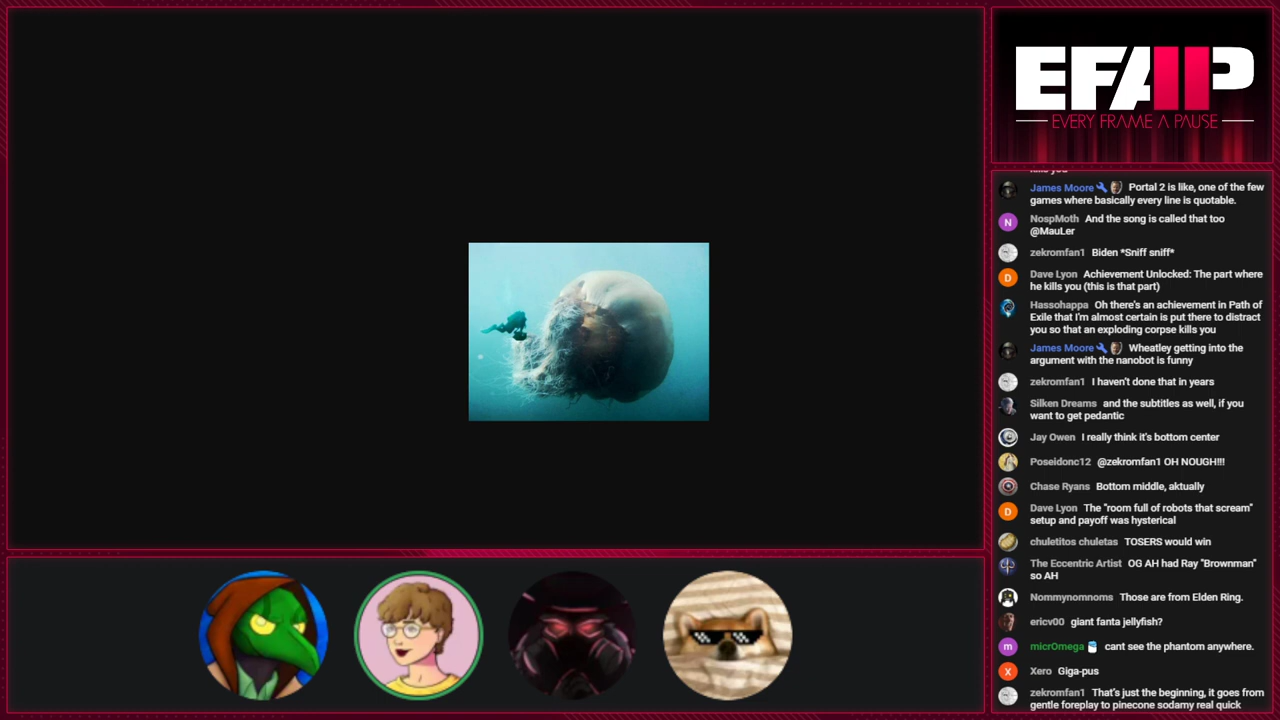 EFAP
EVERY FRAME A PAUSE
kills you
James Moore Portal 2 is like, one of the few
games where basically every line is quotable.
N
NospMoth And the song is called that too
@MauLer
zekromfan1 Biden *Sniff sniff*
D
Dave Lyon Achievement Unlocked: The part where
he kills you (this is that part)
Hassohappa Oh there's an achievement in Path of
Exile that I'm almost certain is put there to distract
you so that an exploding corpse kills you
James Moore Wheatley getting into the
argument with the nanobot is funny
zekromfan1 I haven't done that in years
Silken Dreams and the subtitles as well, if you
want to get pedantic
Jay Owen I really think it's bottom center
Poseidonc12 @zekromfan1 OH NOUGH!!!
Chase Ryans Bottom middle, aktually
D
Dave Lyon The "room full of robots that scream"
setup and payoff was hysterical
chuletitos chuletas TOSERS would win
The Eccentric Artist OG AH had Ray "Brownman"
so AH
Nommynomnoms Those are from Elden Ring.
ericv00 giant fanta jellyfish?
m
micrOmega cant see the phantom anywhere.
X
Xero Giga-pus
zekromfan1 That's just the beginning, it goes from
gentle foreplay to pinecone sodamy real quick